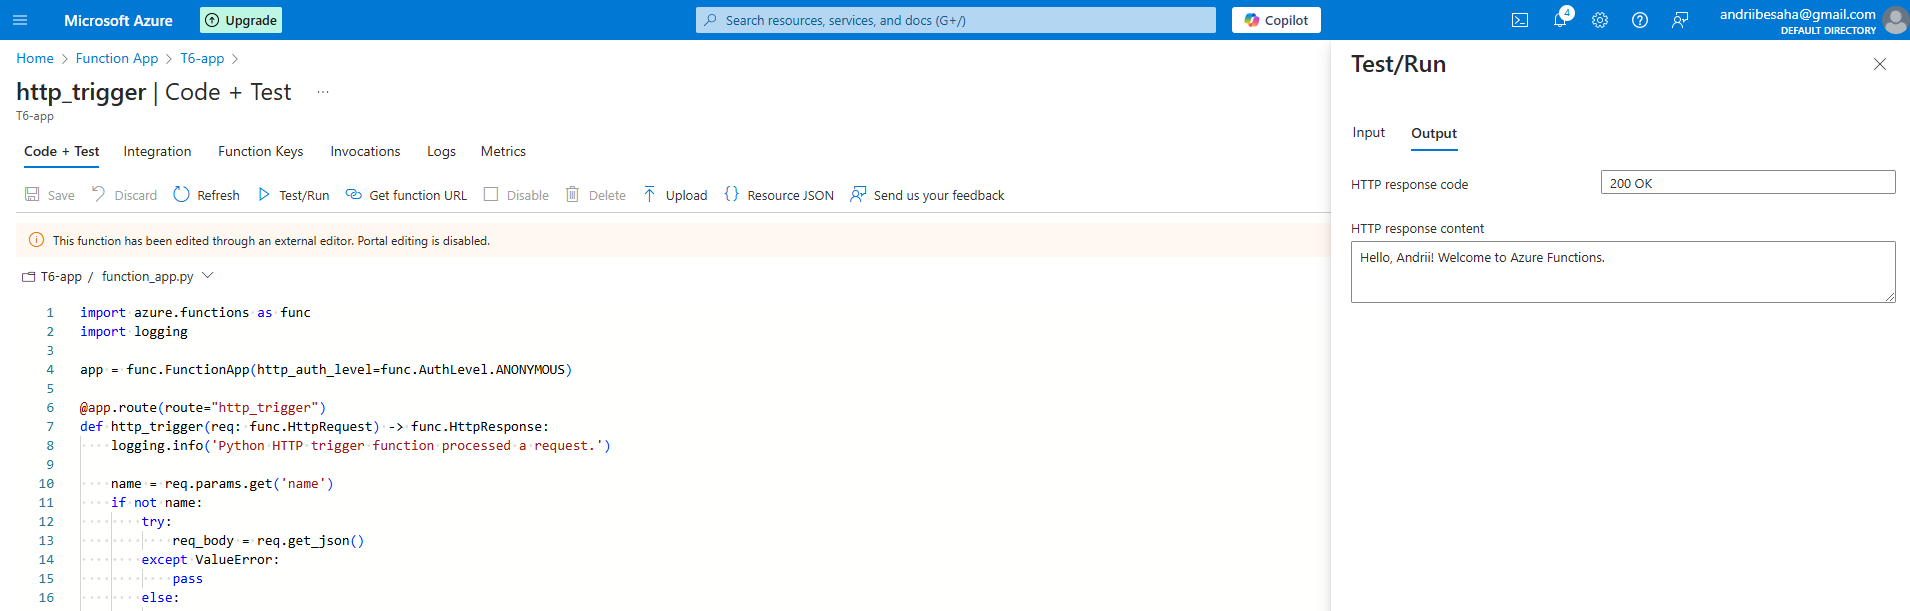 Microsoft Azure
Upgrade
Search resources, services, and docs (G+/)
Copilot
4
andriibesaha@gmail.com
DEFAULT DIRECTORY
Home > Function App > T6-app >
http_trigger | Code + Test ...
T6-app
Code + Test Integration Function Keys Invocations Logs Metrics
Save Discard Refresh Test/Run Get function URL Disable Delete Upload Resource JSON Send us your feedback
This function has been edited through an external editor. Portal editing is disabled.
T6-app / function_app.py
1 import azure.functions as func
2 import logging
3
4 app = func.FunctionApp(http_auth_level=func.AuthLevel.ANONYMOUS)
5
6 @app.route(route="http_trigger")
7 def http_trigger(req: func.HttpRequest) -> func.HttpResponse:
8     logging.info('Python HTTP trigger function processed a request.')
9
10     name = req.params.get('name')
11     if not name:
12         try:
13             req_body = req.get_json()
14         except ValueError:
15             pass
16         else:
Test/Run
Input Output
HTTP response code
200 OK
HTTP response content
Hello, Andrii! Welcome to Azure Functions.